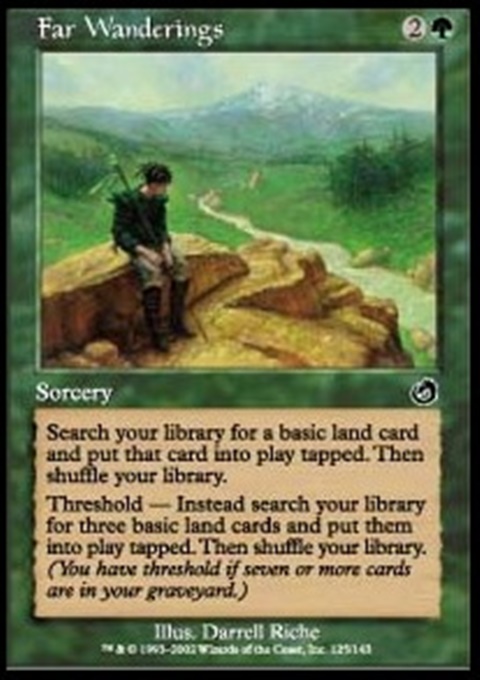 Far Wanderings 2
Sorcery
Search your library for a basic land card
and put that card into play tapped. Then
shuffle your library.
Threshold — Instead search your library
for three basic land cards and put them
into play tapped. Then shuffle your library.
(You have threshold if seven or more cards
are in your graveyard.)
Illus. Darrell Riche
™ & © 1993-2002 Wizards of the Coast, Inc. 125/143